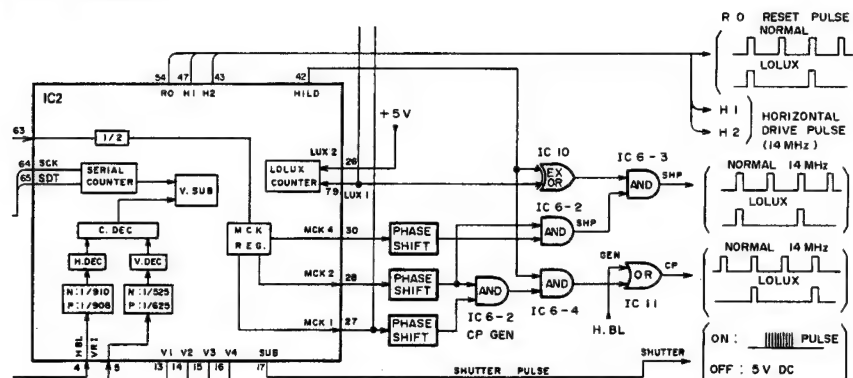 R O RESET PULSE
NORMAL
LOLUX
54 47 43 42
RO H1 H2 HILD
IC2
+5V
H 1
H 2
HORIZONTAL
DRIVE PULSE
(14 MHz)
63
1/2
LUX 2
26
64 SCK
65 SDT
SERIAL
COUNTER
V. SUB
LOLUX
COUNTER
79 LUX 1
IC 10
EX
OR
IC 6-3
AND
SHP
NORMAL 14 MHz
LOLUX
C. DEC
MCK
REG.
MCK 4 30
PHASE
SHIFT
IC 6-2
AND
SHP
H.DEC
V.DEC
MCK 2 28
PHASE
SHIFT
AND
AND
GEN
OR
CP
NORMAL 14 MHz
LOLUX
N:1/910
P:1/908
N:1/525
P:1/625
MCK 1 27
PHASE
SHIFT
IC 6-2
CP GEN
IC 6-4
IC 11
H.BL
HBL
VRI
4 5
V1 V2 V3 V4 SUB
13 14 15 16 17
SHUTTER PULSE
SHUTTER
ON: PULSE
OFF: 5V DC